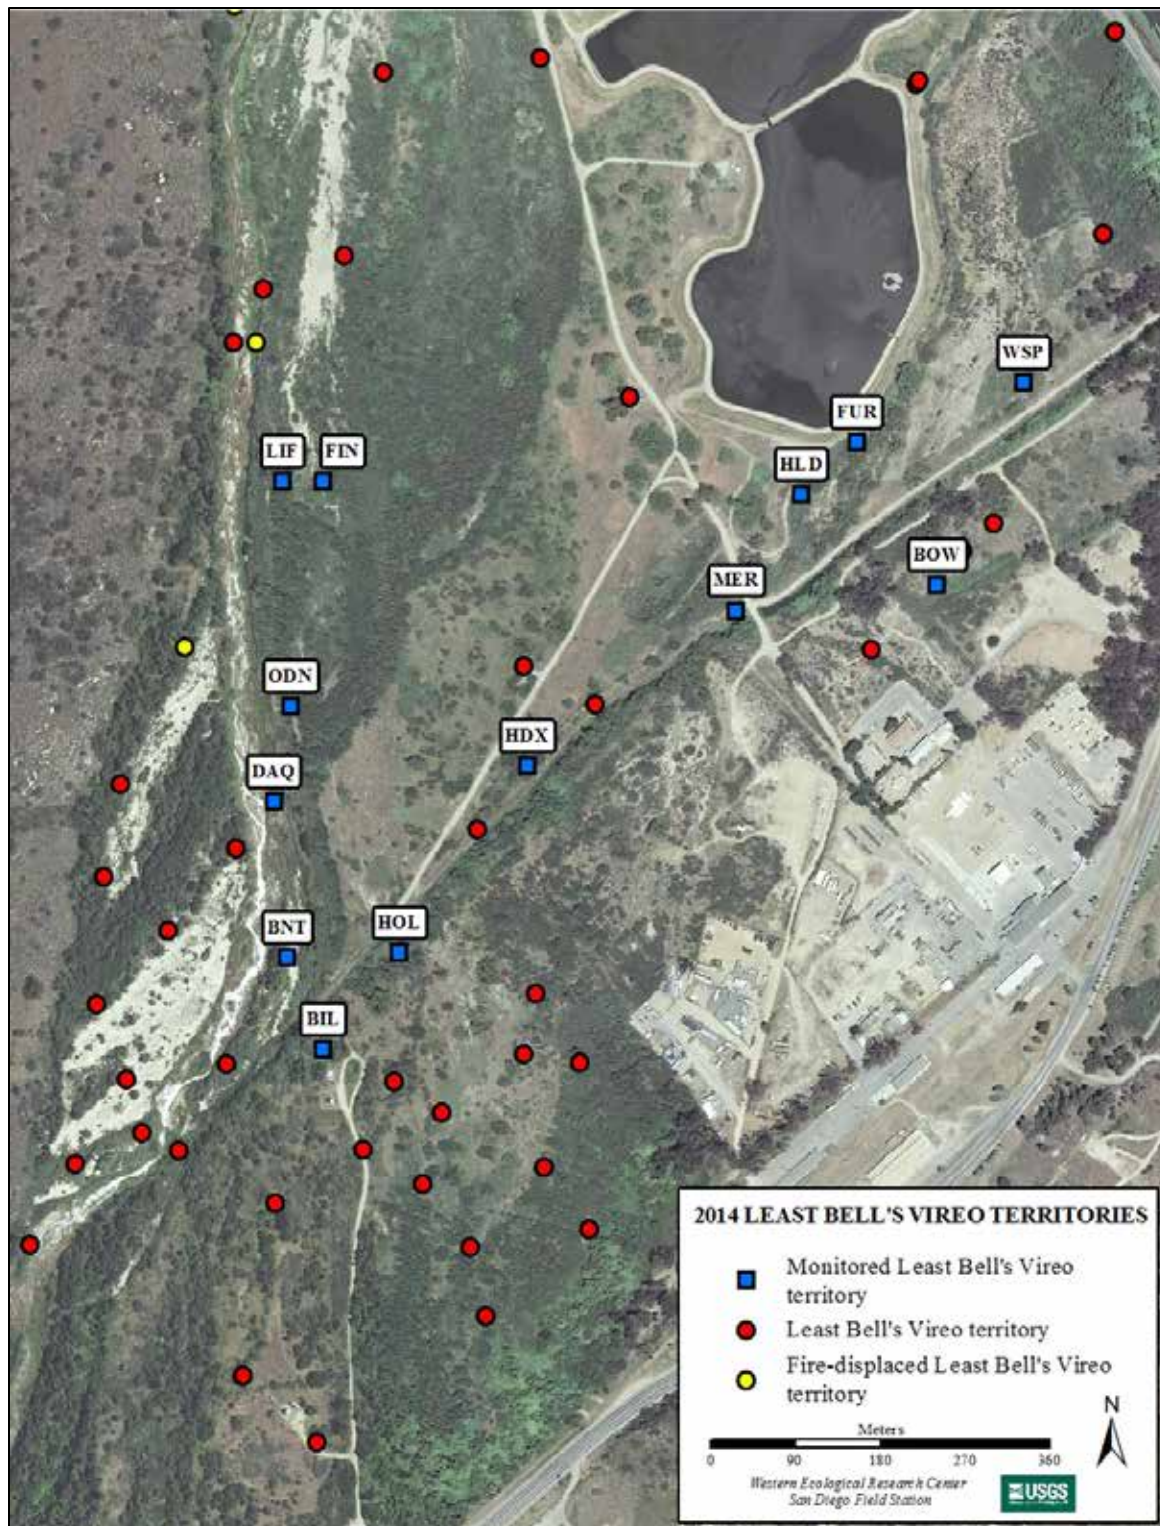 WSP
FUR
LIF
FIN
HLD
BOW
MER
ODN
HDX
DAQ
BNT
HOL
BIL
2014 LEAST BELL'S VIREO TERRITORIES
Monitored Least Bell's Vireo
territory
Least Bell's Vireo territory
Fire-displaced Least Bell's Vireo
territory
N
Meters
0 90 180 270 360
Western Ecological Research Center
San Diego Field Station
USGS